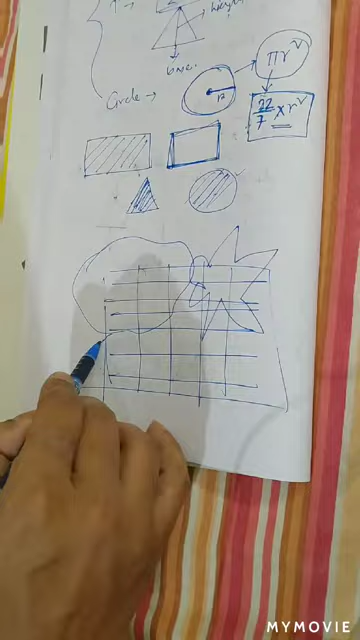 height
base
πr²
Circle → r
22/7 × r²
MYMOVIE